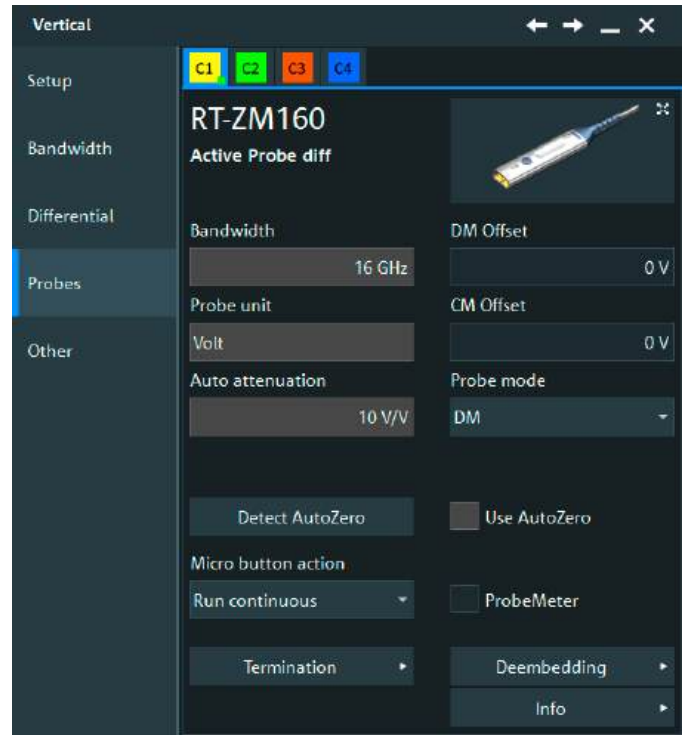 Vertical
Setup
Bandwidth
Differential
Probes
Other
C1 C2 C3 C4
RT-ZM160
Active Probe diff
Bandwidth
16 GHz
DM Offset
0 V
Probe unit
Volt
CM Offset
0 V
Auto attenuation
10 V/V
Probe mode
DM
Detect AutoZero
Use AutoZero
Micro button action
Run continuous
ProbeMeter
Termination
Deembedding
Info